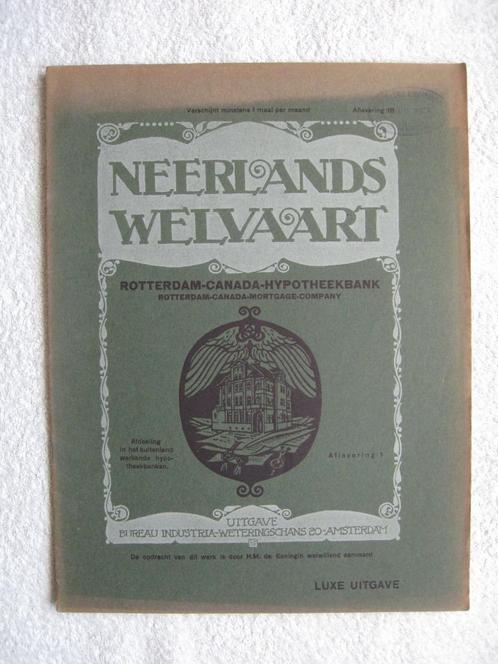 Verschijnt minstens 1 maal per maand
Aflevering 118
NEERLANDS
WELVAART
ROTTERDAM-CANADA-HYPOTHEEKBANK
ROTTERDAM-CANADA-MORTGAGE-COMPANY
Afdeeling
in het buitenland
werkende hypo-
theekbanken.
Aflevering 1
UITGAVE
BUREAU INDUSTRIA-WETERINGSCHANS 20-AMSTERDAM
De opdracht van dit werk is door H.M. de Koningin welwillend aanvaard
LUXE UITGAVE